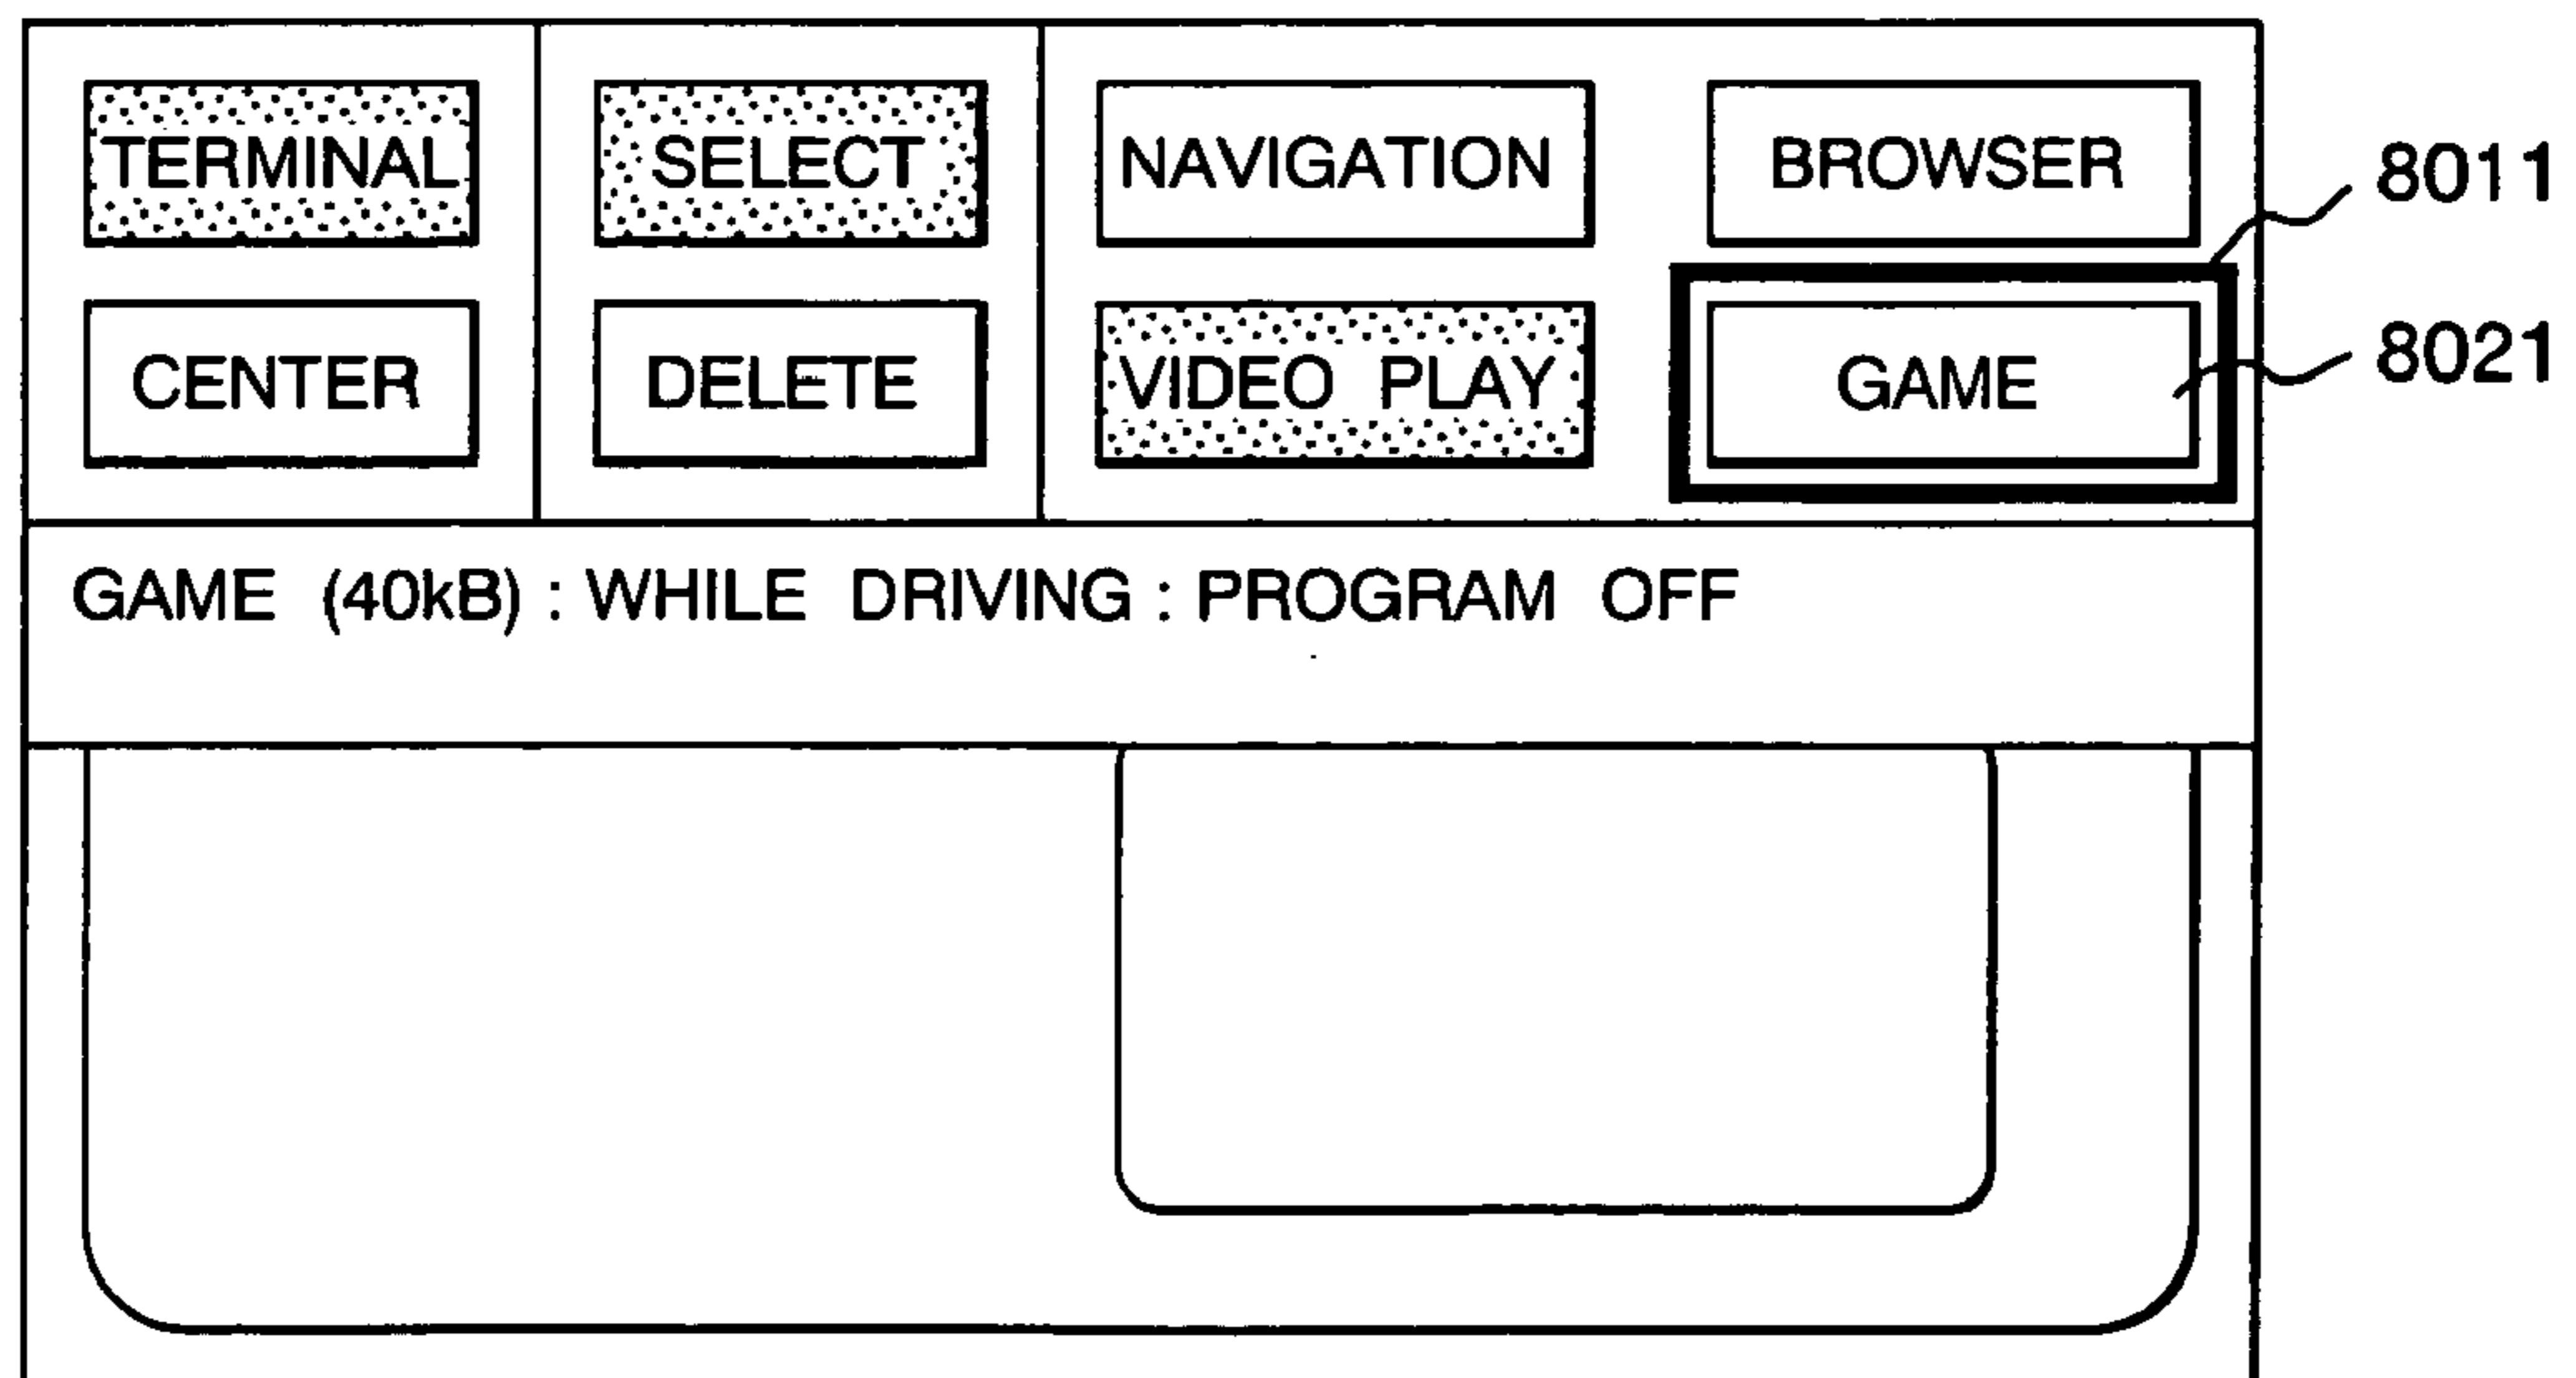 TERMINAL SELECT NAVIGATION BROWSER
8011
CENTER DELETE VIDEO PLAY GAME
8021
GAME (40kB) : WHILE DRIVING : PROGRAM OFF